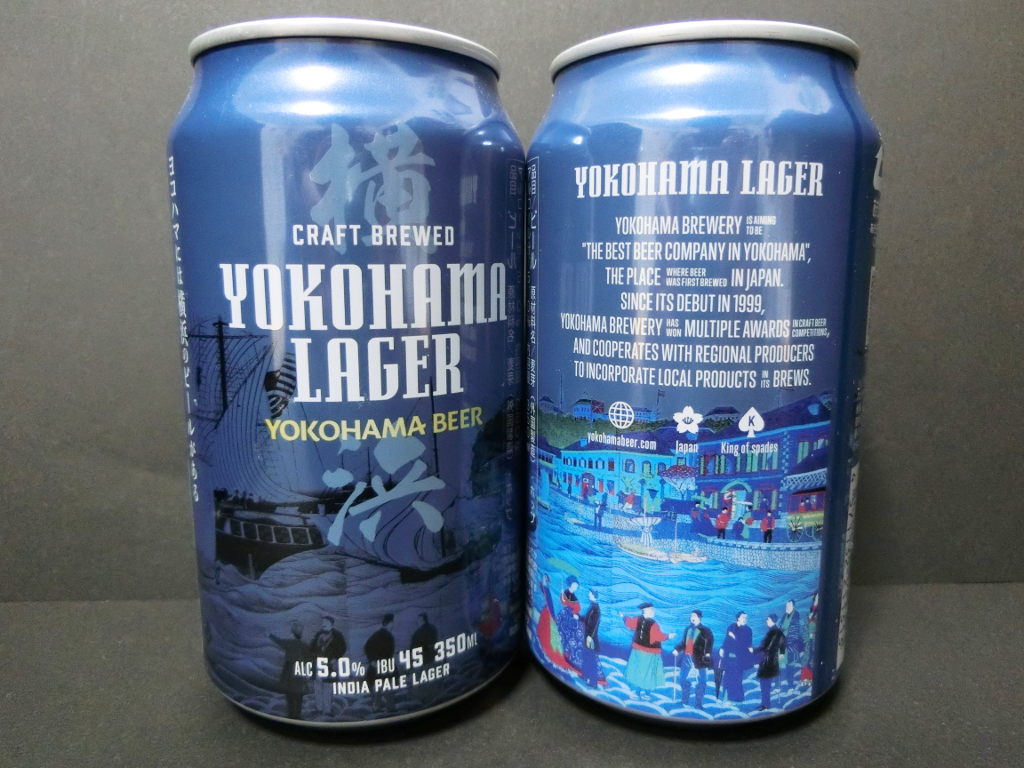 横
CRAFT BREWED
YOKOHAMA
LAGER
YOKOHAMA BEER
浜
ALC 5.0% IBU 45 350ml
INDIA PALE LAGER
YOKOHAMA LAGER
YOKOHAMA BREWERY IS AIMING TO BE
"THE BEST BEER COMPANY IN YOKOHAMA",
THE PLACE WHERE BEER WAS FIRST BREWED IN JAPAN.
SINCE ITS DEBUT IN 1999,
YOKOHAMA BREWERY HAS WON MULTIPLE AWARDS IN CRAFT BEER COMPETITIONS,
AND COOPERATES WITH REGIONAL PRODUCERS
TO INCORPORATE LOCAL PRODUCTS IN ITS BREWS.
K
yokohamabeer.com Japan King of spades